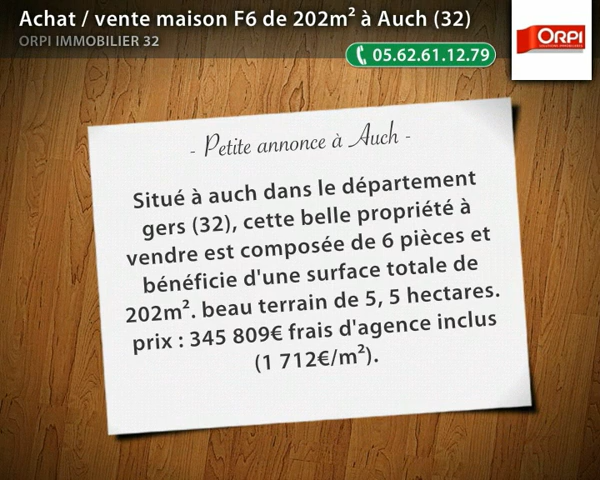 Achat / vente maison F6 de 202m² à Auch (32)
ORPI IMMOBILIER 32
05.62.61.12.79
ORPI
- Petite annonce à Auch -
Situé à auch dans le département
gers (32), cette belle propriété à
vendre est composée de 6 pièces et
bénéficie d'une surface totale de
202m². beau terrain de 5, 5 hectares.
prix : 345 809€ frais d'agence inclus
(1 712€/m²).